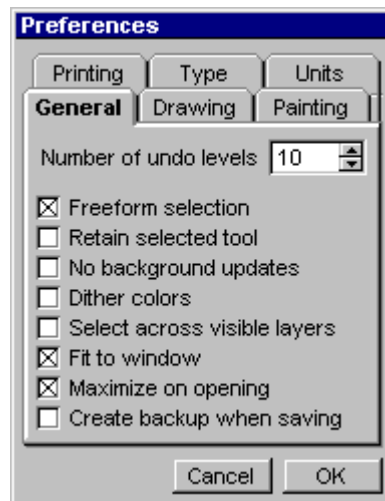 Preferences
Printing Type Units
General Drawing Painting
Number of undo levels 10
Freeform selection
Retain selected tool
No background updates
Dither colors
Select across visible layers
Fit to window
Maximize on opening
Create backup when saving
Cancel OK